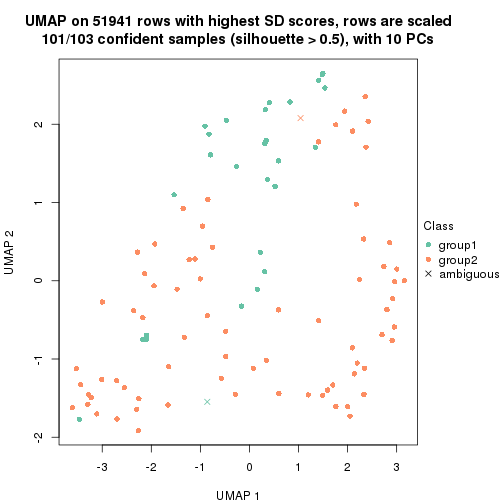 UMAP on 51941 rows with highest SD scores, rows are scaled
101/103 confident samples (silhouette > 0.5), with 10 PCs
2
1
0
-1
-2
UMAP 2
-3
-2
-1
0
1
2
3
UMAP 1
Class
group1
group2
ambiguous